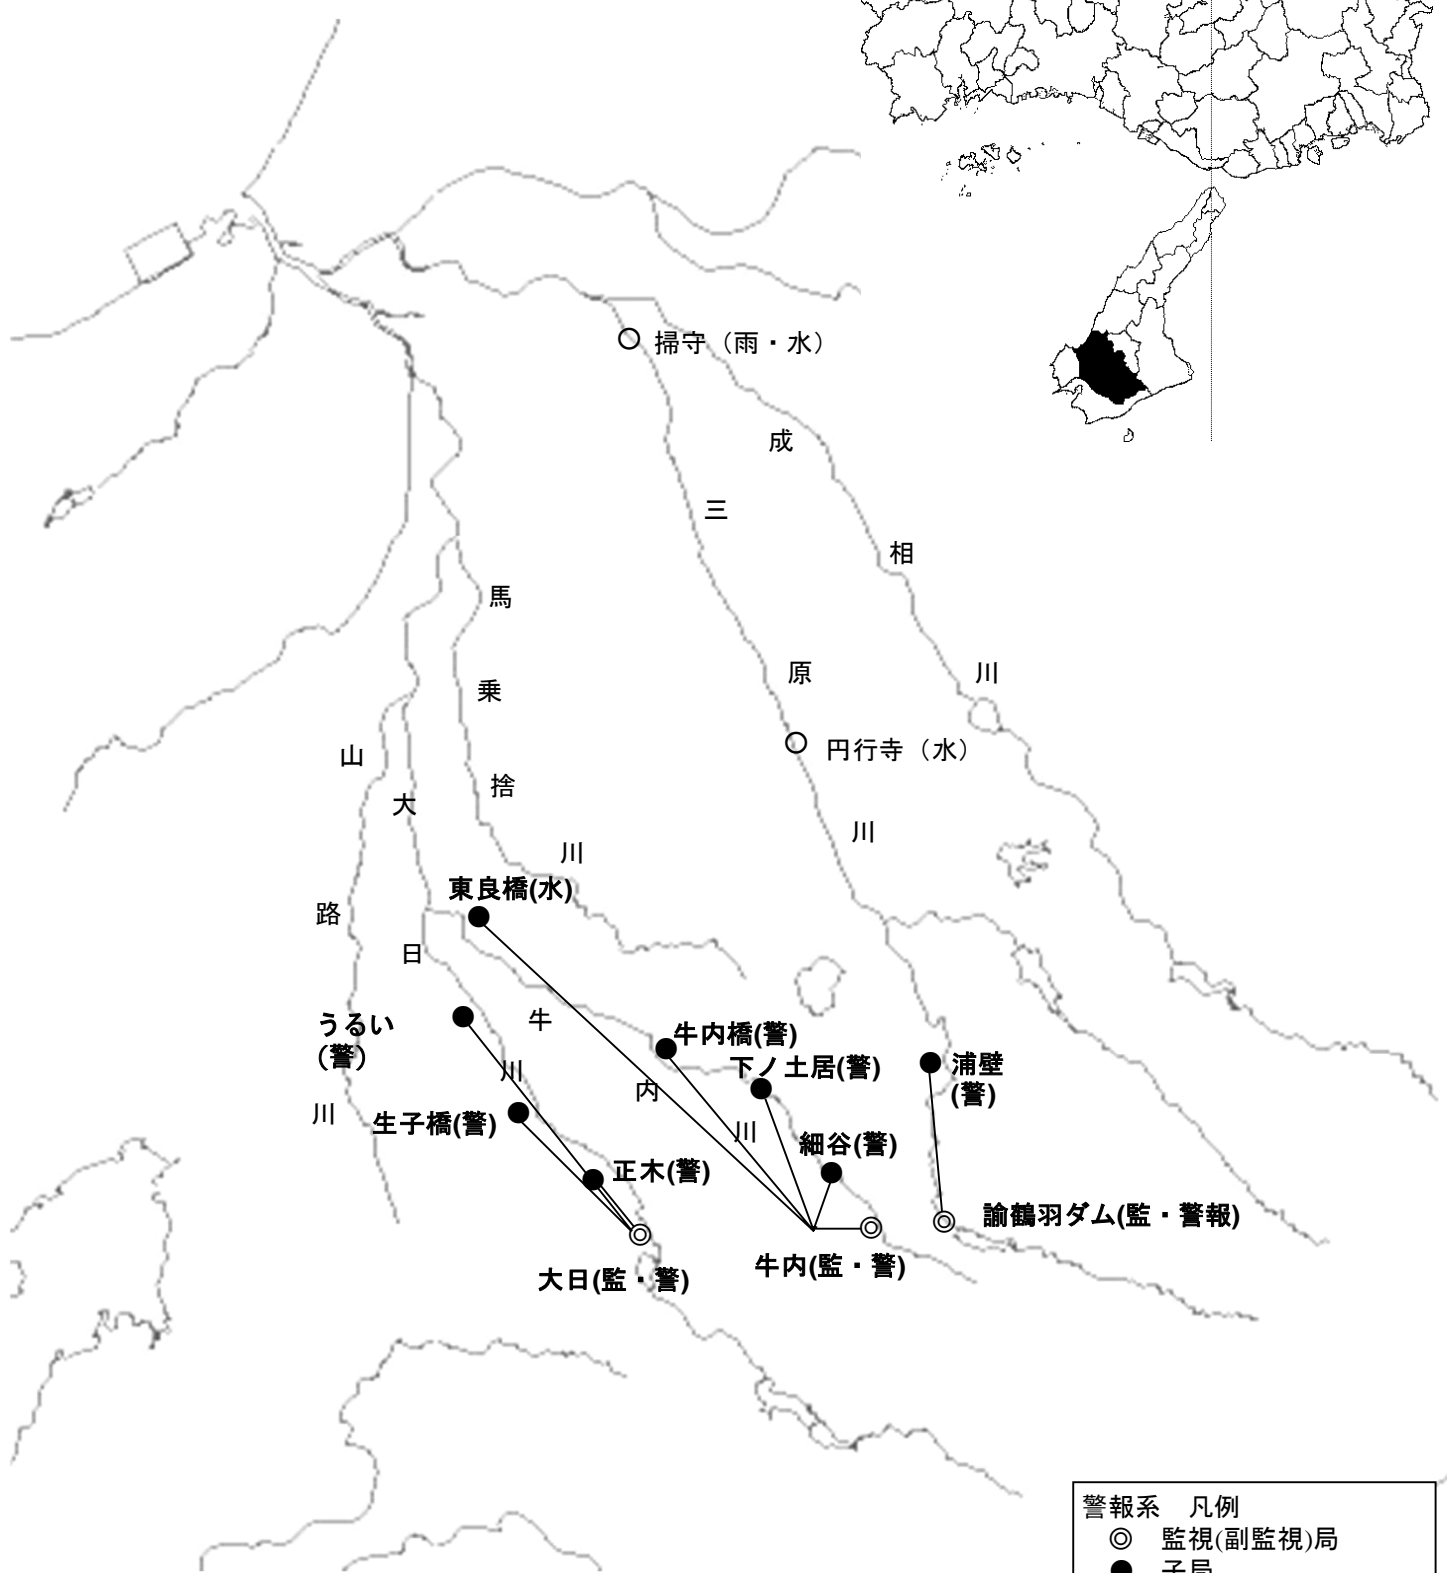 掃守（雨・水）
成
相
川
三
原
川
円行寺（水）
馬
乗
捨
川
山
路
川
大
日
川
東良橋(水)
牛
内
川
うるい
（警）
牛内橋(警)
下ノ土居(警)
浦壁
(警)
生子橋(警)
細谷(警)
正木(警)
諭鶴羽ダム(監・警報)
牛内(監・警)
大日(監・警)
警報系　凡例
◎　監視(副監視)局
●　子局